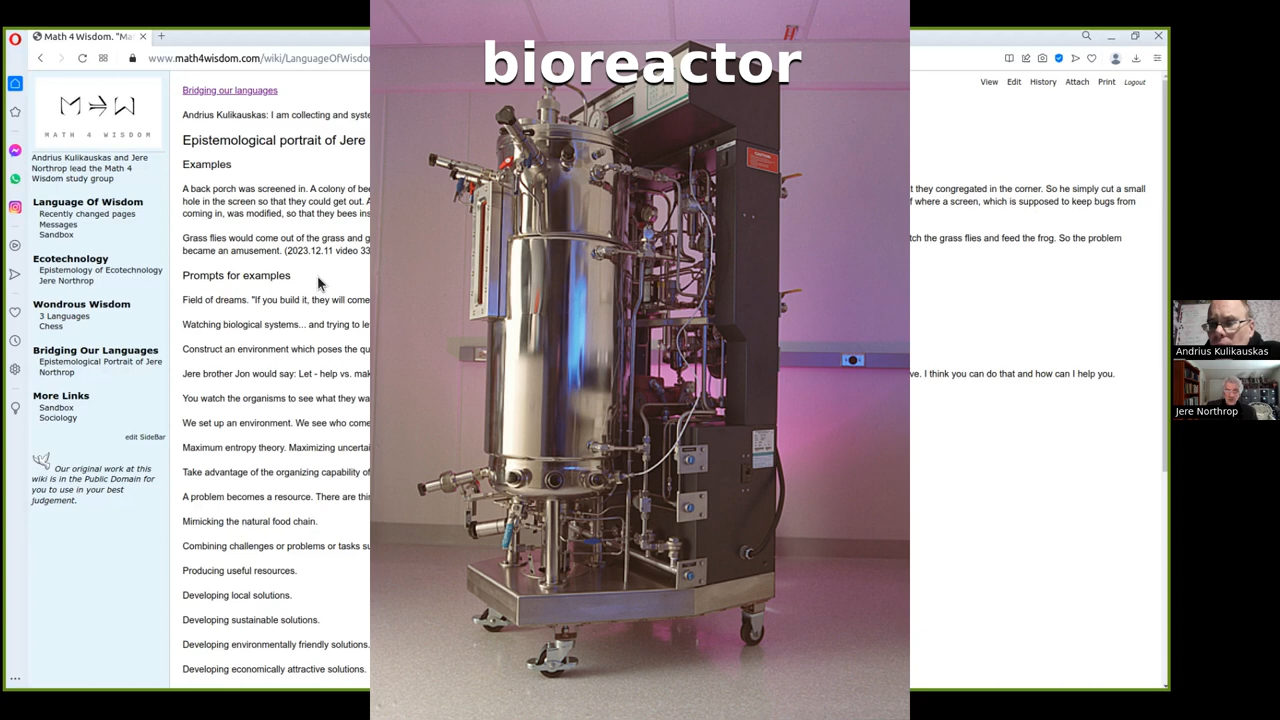 bioreactor
Math 4 Wisdom. "Ma
www.math4wisdom.com/wiki/LanguageOfWisdo
View Edit History Attach Print Logout
M W
MATH 4 WISDOM
Andrius Kulikauskas and Jere
Northrop lead the Math 4
Wisdom study group
Language Of Wisdom
Recently changed pages
Messages
Sandbox
Ecotechnology
Epistemology of Ecotechnology
Jere Northrop
Wondrous Wisdom
3 Languages
Chess
Bridging Our Languages
Epistemological Portrait of Jere
Northrop
More Links
Sandbox
Sociology
edit SideBar
Our original work at this
wiki is in the Public Domain for
you to use in your best
judgement.
Bridging our languages
Andrius Kulikauskas: I am collecting and syste
Epistemological portrait of Jere
Examples
A back porch was screened in. A colony of bee t they congregated in the corner. So he simply cut a small
hole in the screen so that they could get out. A of where a screen, which is supposed to keep bugs from
coming in, was modified, so that they bees ins
Grass flies would come out of the grass and g tch the grass flies and feed the frog. So the problem
became an amusement. (2023.12.11 video 33
Prompts for examples
Field of dreams. "If you build it, they will come
Watching biological systems... and trying to le
Construct an environment which poses the qu
Jere brother Jon would say: Let - help vs. mak ve. I think you can do that and how can I help you.
You watch the organisms to see what they wa
We set up an environment. We see who come
Maximum entropy theory. Maximizing uncertai
Take advantage of the organizing capability of
A problem becomes a resource. There are thi
Mimicking the natural food chain.
Combining challenges or problems or tasks su
Producing useful resources.
Developing local solutions.
Developing sustainable solutions.
Developing environmentally friendly solutions.
Developing economically attractive solutions.
Andrius Kulikauskas
Jere Northrop